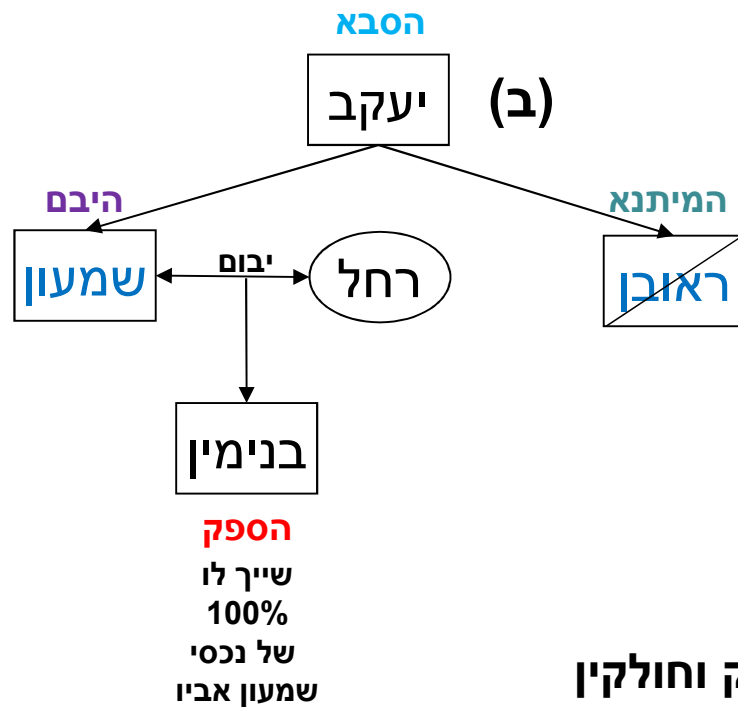 הסבא
יעקב
(ב)
המיתנא
היבם
ראובן
רחל
יבום
שמעון
בנימין
הספק
שייך לו
100%
של נכסי
שמעון אביו
וחולקין